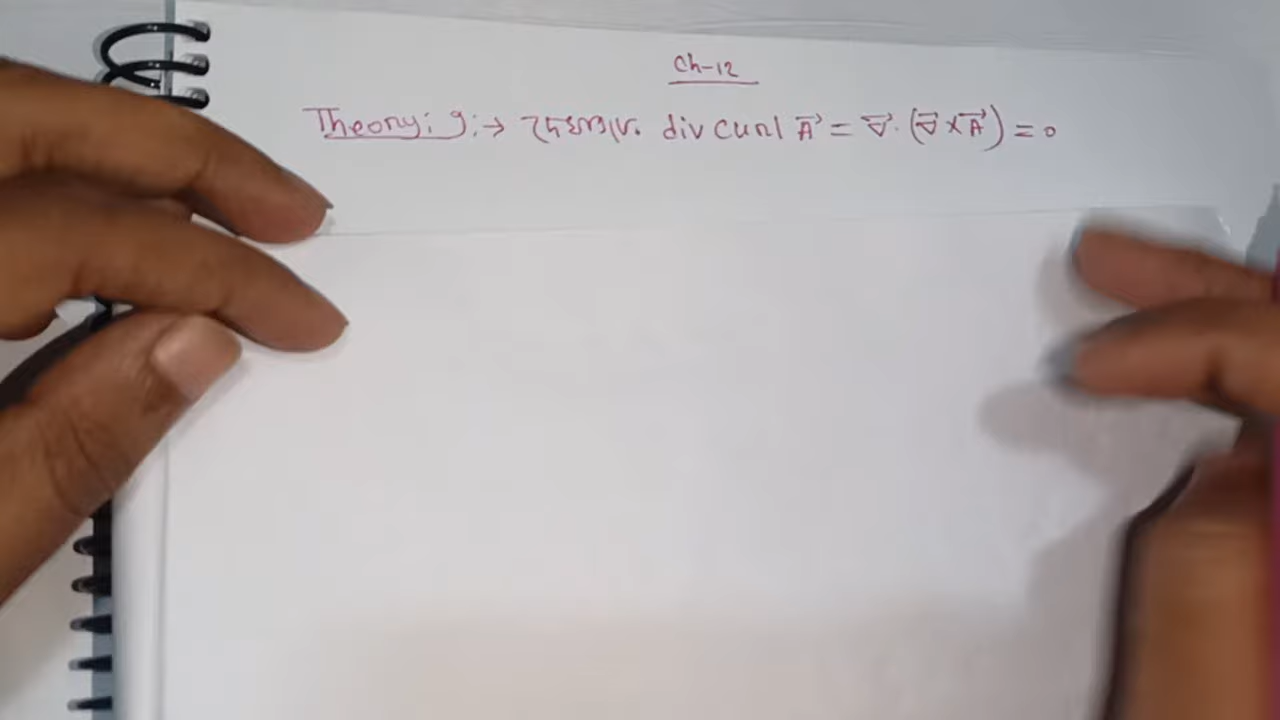 Ch-12
Theory: 9:→ div curl A⃗ = ∇⃗. (∇⃗ × A⃗) = 0